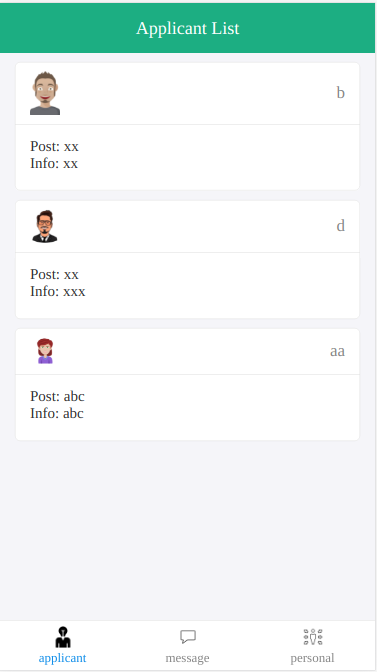 Applicant List
b
Post: xx
Info: xx
d
Post: xx
Info: xxx
aa
Post: abc
Info: abc
applicant message personal